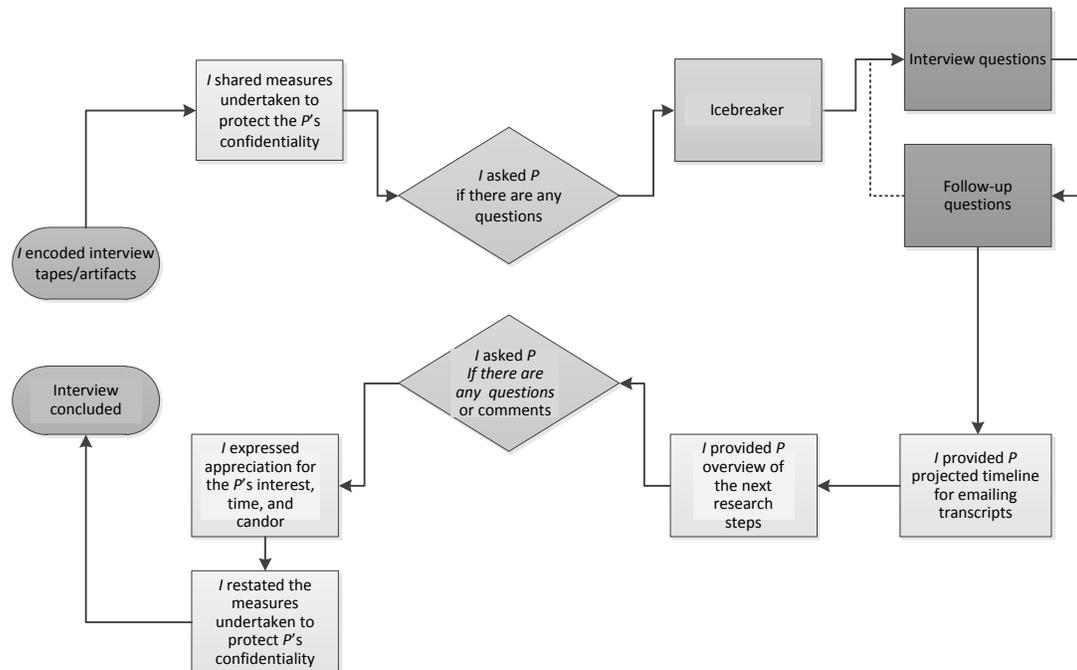 I encoded interview
tapes/artifacts
I shared measures
undertaken to
protect the P's
confidentiality
I asked P
if there are any
questions
Icebreaker
Interview questions
Follow-up
questions
I provided P
projected timeline
for emailing
transcripts
I provided P
overview of
the next
research
steps
I asked P
If there are
any questions
or comments
I expressed
appreciation for
the P's interest,
time, and
candor
I restated the
measures
undertaken to
protect P's
confidentiality
Interview
concluded